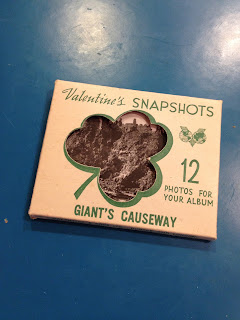 Valentine's SNAPSHOTS
12
PHOTOS FOR
YOUR ALBUM
GIANT'S CAUSEWAY